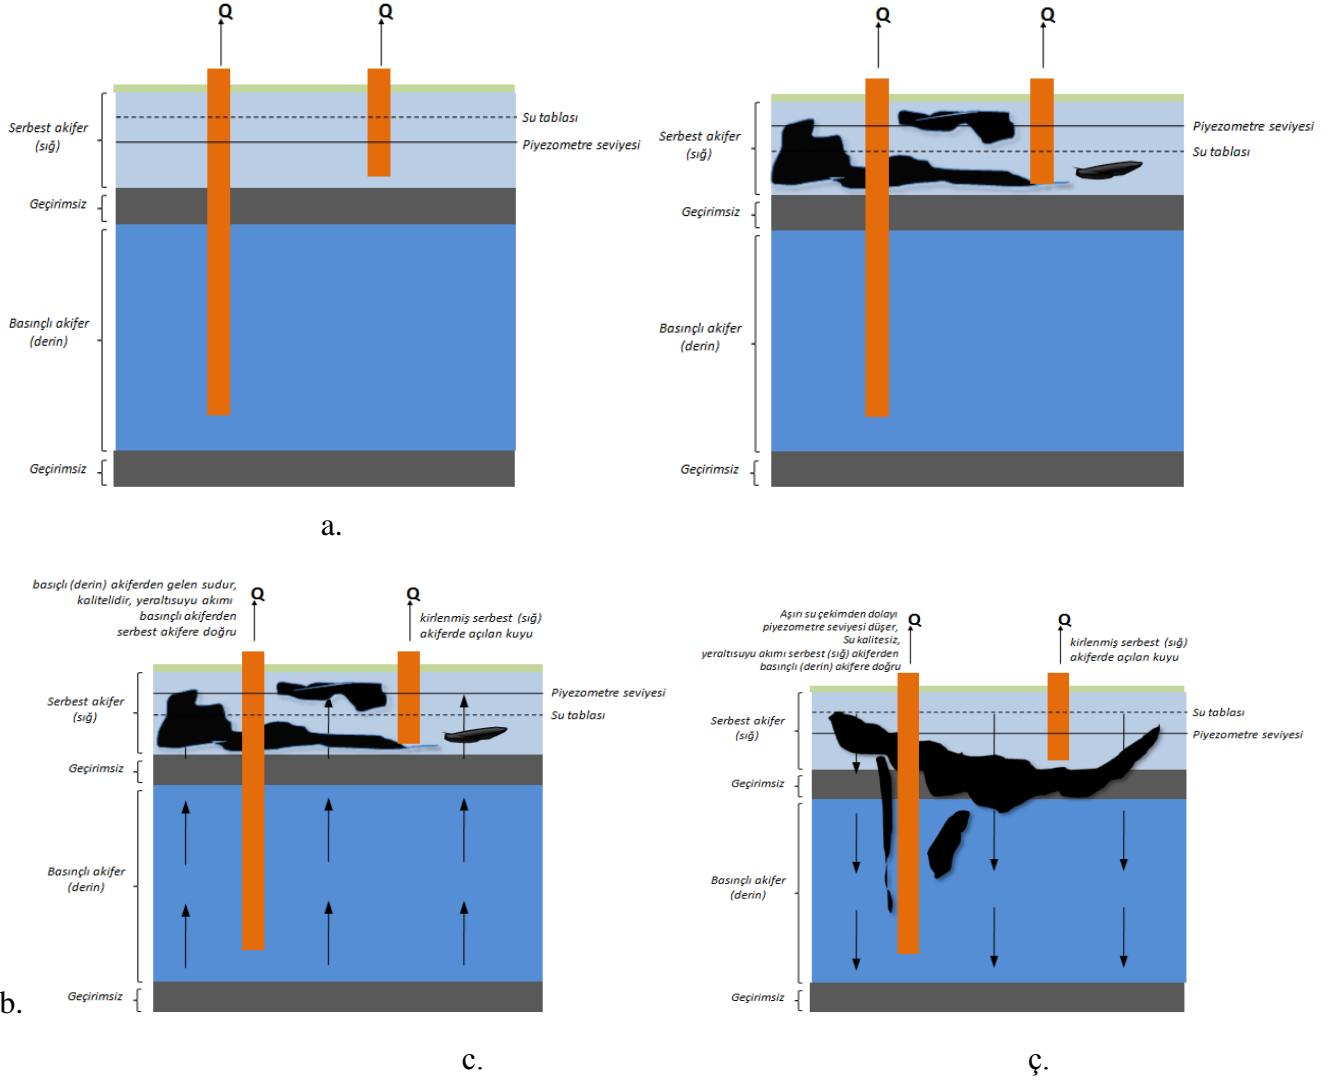 Q
Q
Su tablası
Serbest akifer
(sığ)
Piyezometre seviyesi
Geçirimsiz
Basınçlı akifer
(derin)
Geçirimsiz
a.
Q
Q
Piyezometre seviyesi
Serbest akifer
(sığ)
Su tablası
Geçirimsiz
Basınçlı akifer
(derin)
Geçirimsiz
b.
basıçlı (derin) akiferden gelen sudur,
kalitelidir, yeraltısuyu akımı
basınçlı akiferden
serbest akifere doğru
Q
Q
kirlenmiş serbest (sığ)
akiferde açılan kuyu
Piyezometre seviyesi
Serbest akifer
(sığ)
Su tablası
Geçirimsiz
Basınçlı akifer
(derin)
Geçirimsiz
c.
Aşırı su çekimden dolayı
piyezometre seviyesi düşer,
Su kalitesiz,
yeraltısuyu akımı serbest (sığ) akiferden
basınçlı (derin) akifere doğru
Q
Q
kirlenmiş serbest (sığ)
akiferde açılan kuyu
Su tablası
Serbest akifer
(sığ)
Piyezometre seviyesi
Geçirimsiz
Basınçlı akifer
(derin)
Geçirimsiz
ç.